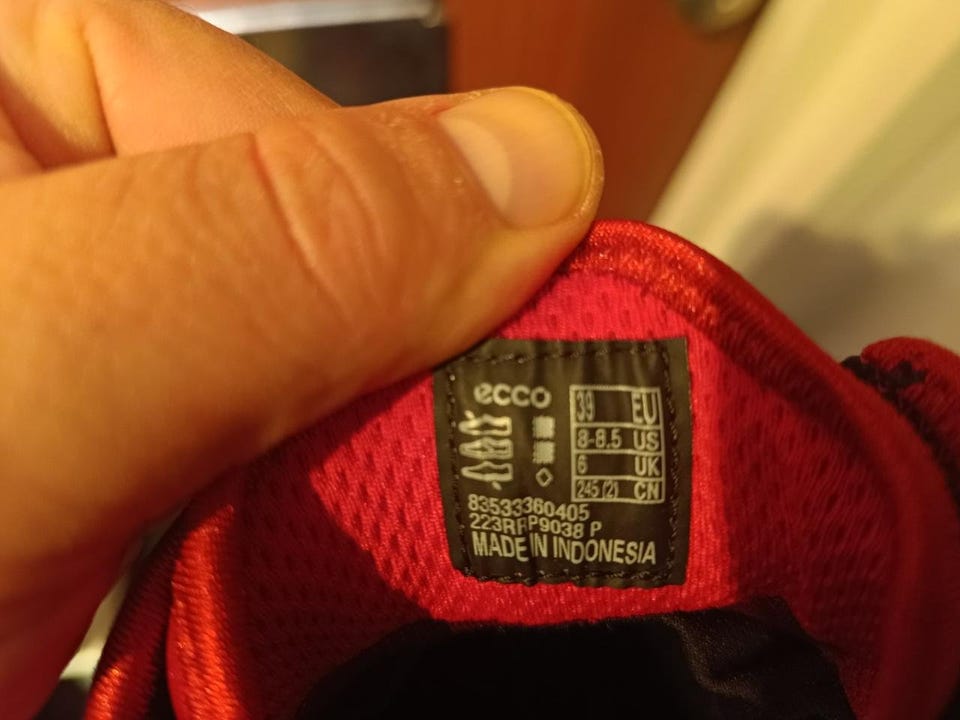 ecco
39 EU
8-8.5 US
6 UK
245 (2) CN
83533360405
223RRP9038 P
MADE IN INDONESIA